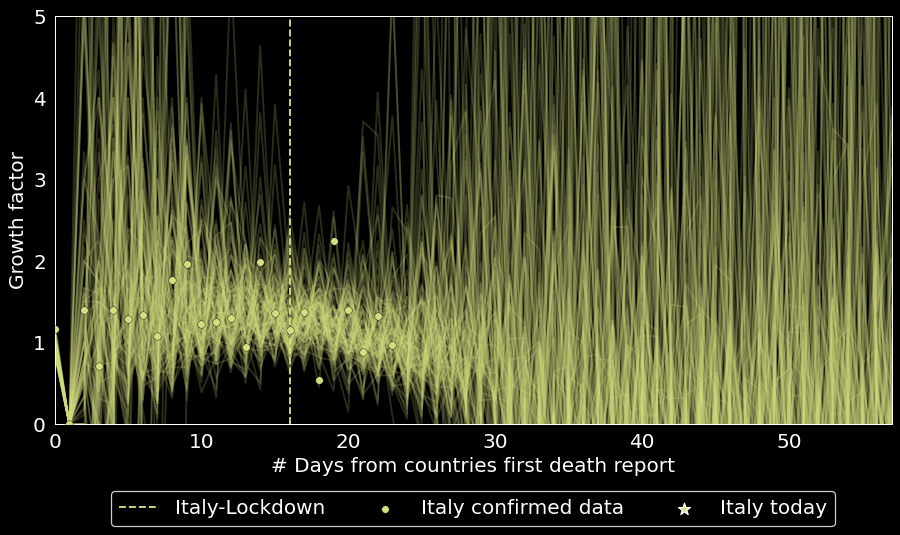 5
4
3
2
1
0
Growth factor
0 10 20 30 40 50
# Days from countries first death report
Italy-Lockdown Italy confirmed data Italy today